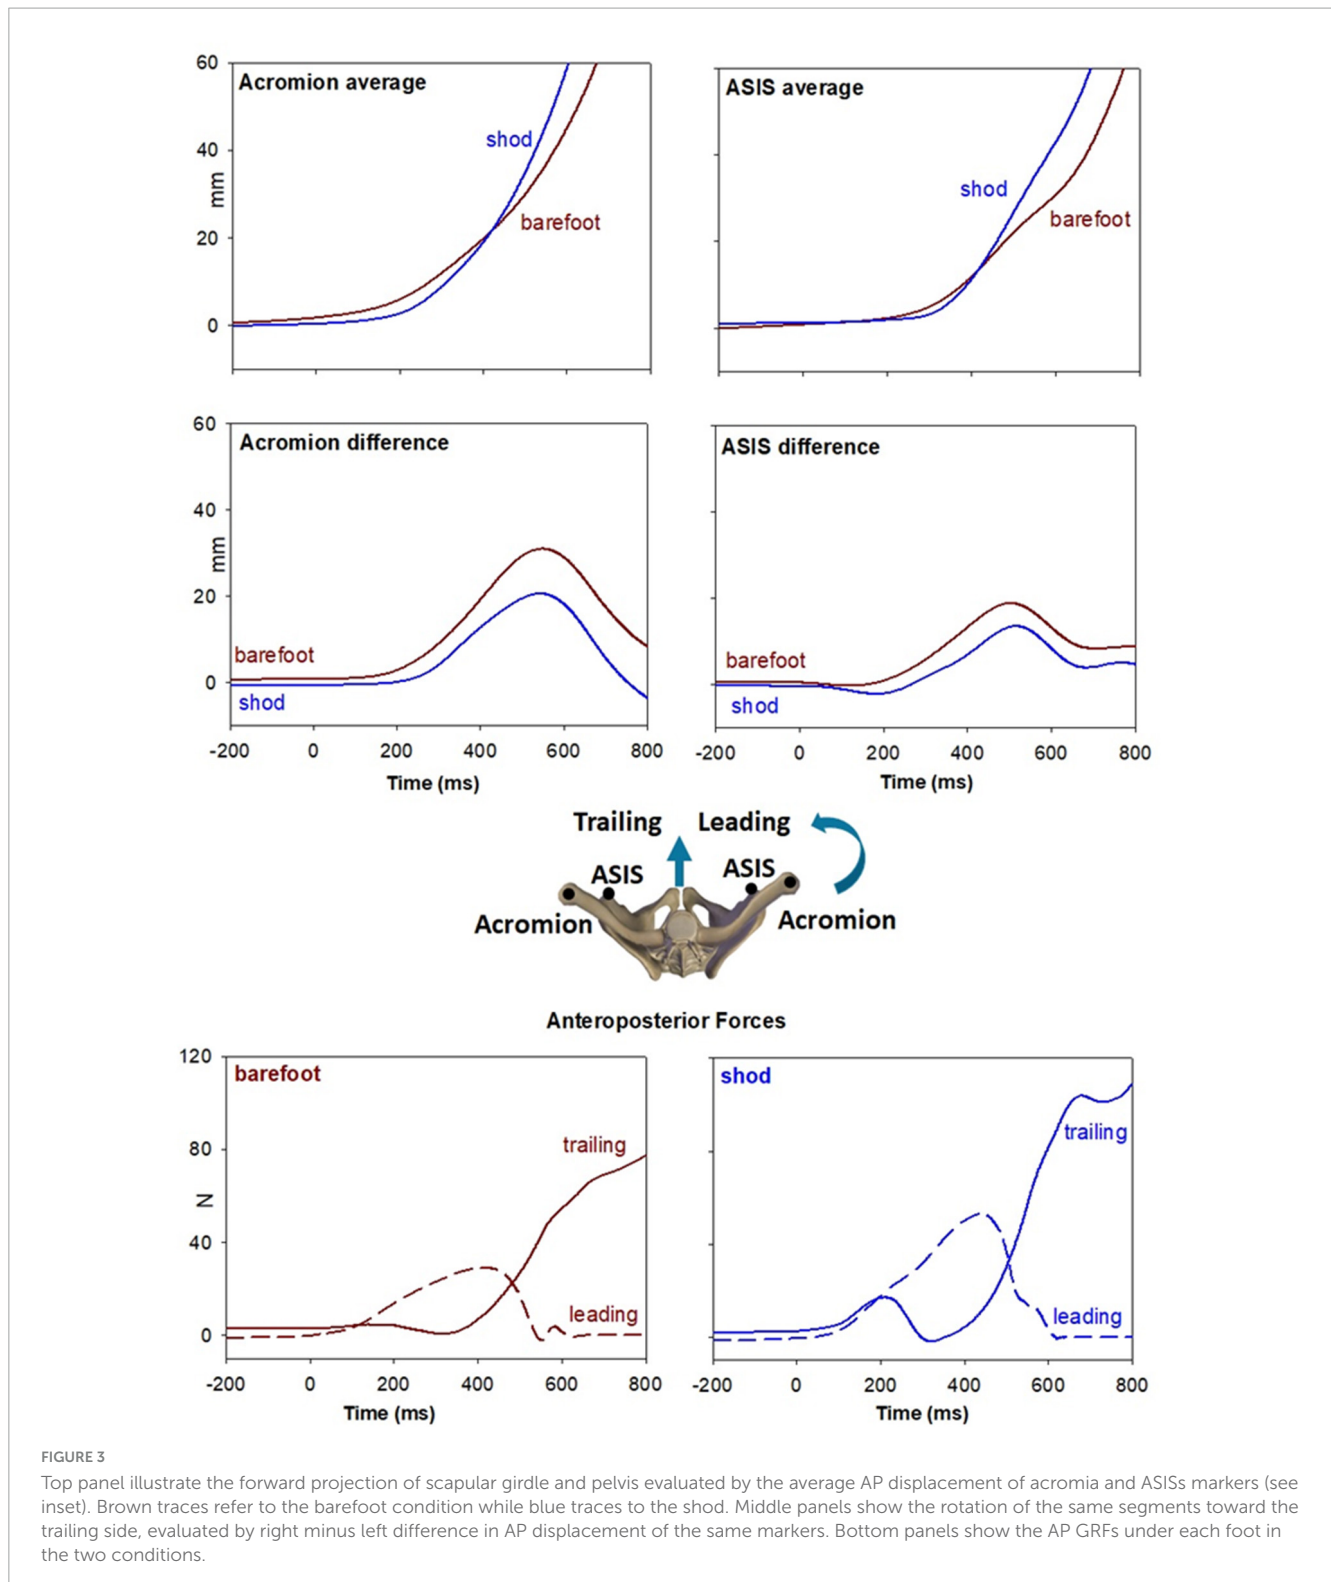 Acromion average
60
40
20
0
mm
shod
barefoot
ASIS average
shod
barefoot
Acromion difference
60
40
20
0
mm
barefoot
shod
-200 0 200 400 600 800
Time (ms)
ASIS difference
barefoot
shod
-200 0 200 400 600 800
Time (ms)
Trailing Leading
ASIS ASIS
Acromion Acromion
Anteroposterior Forces
barefoot
120
80
40
0
N
trailing
leading
-200 0 200 400 600 800
Time (ms)
shod
trailing
leading
-200 0 200 400 600 800
Time (ms)
FIGURE 3
Top panel illustrate the forward projection of scapular girdle and pelvis evaluated by the average AP displacement of acromia and ASISs markers (see
inset). Brown traces refer to the barefoot condition while blue traces to the shod. Middle panels show the rotation of the same segments toward the
trailing side, evaluated by right minus left difference in AP displacement of the same markers. Bottom panels show the AP GRFs under each foot in
the two conditions.